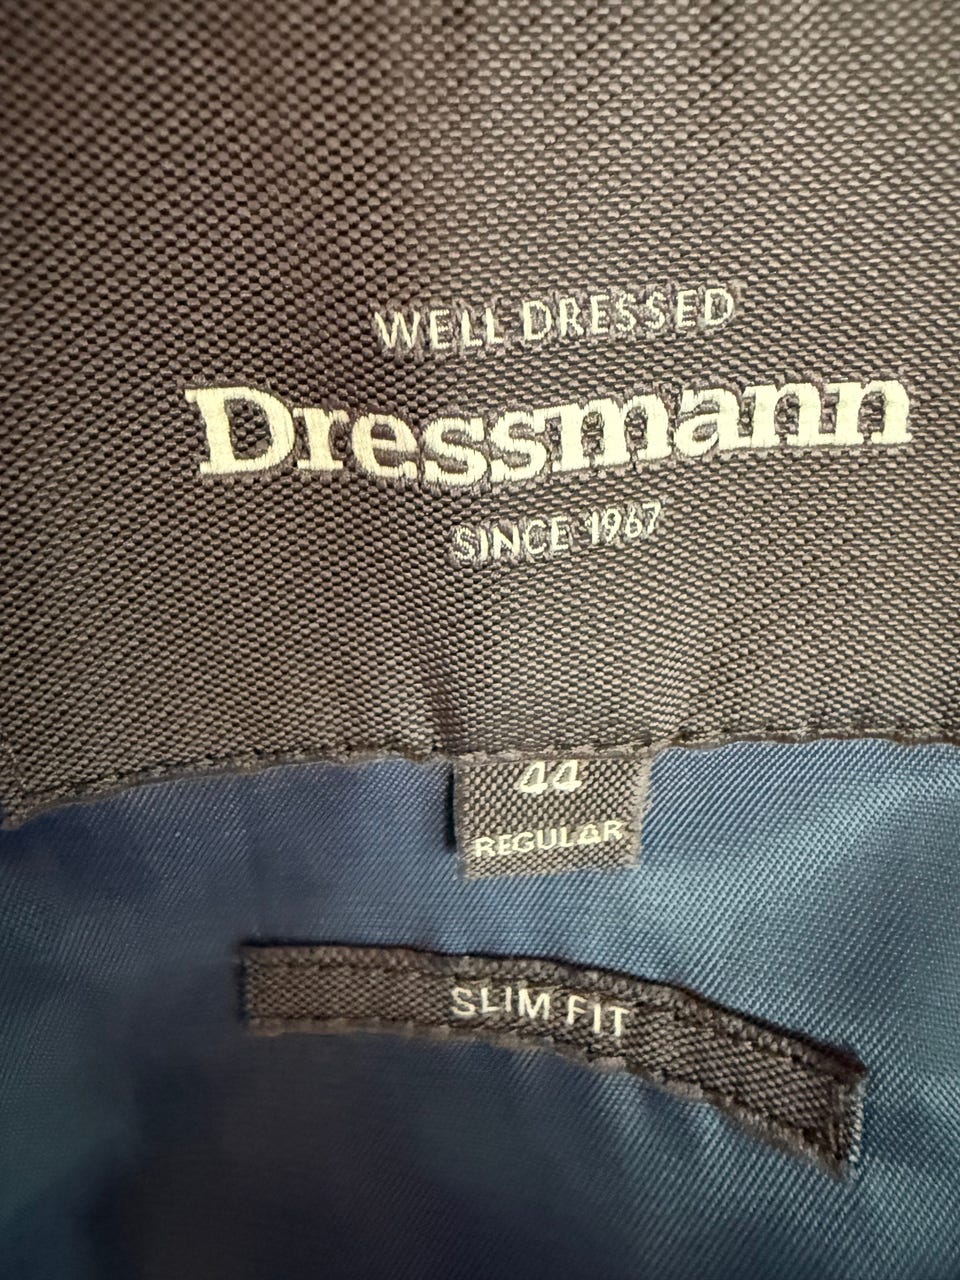 WELL DRESSED
Dressmann
SINCE 1967
44
REGULAR
SLIM FIT